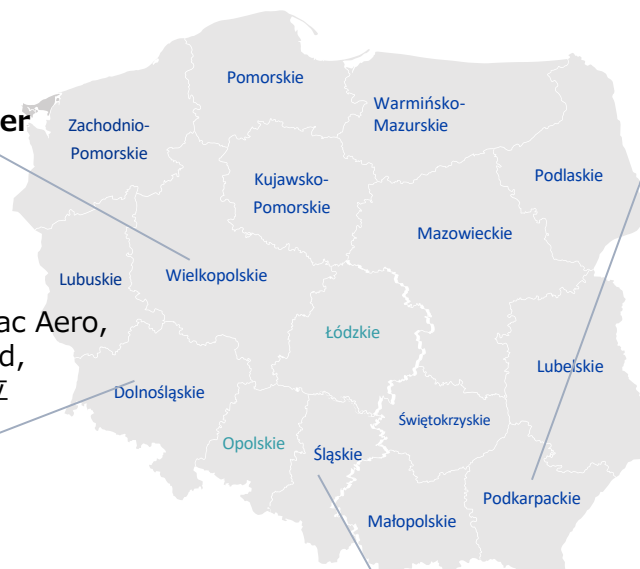 Pomorskie
Warmińsko-
Mazurskie
er
Zachodnio-
Pomorskie
Kujawsko-
Pomorskie
Podlaskie
Mazowieckie
Wielkopolskie
Lubuskie
ac Aero,
Łódzkie
d,
Lubelskie
Dolnośląskie
Świętokrzyskie
Opolskie
Śląskie
Podkarpackie
Małopolskie